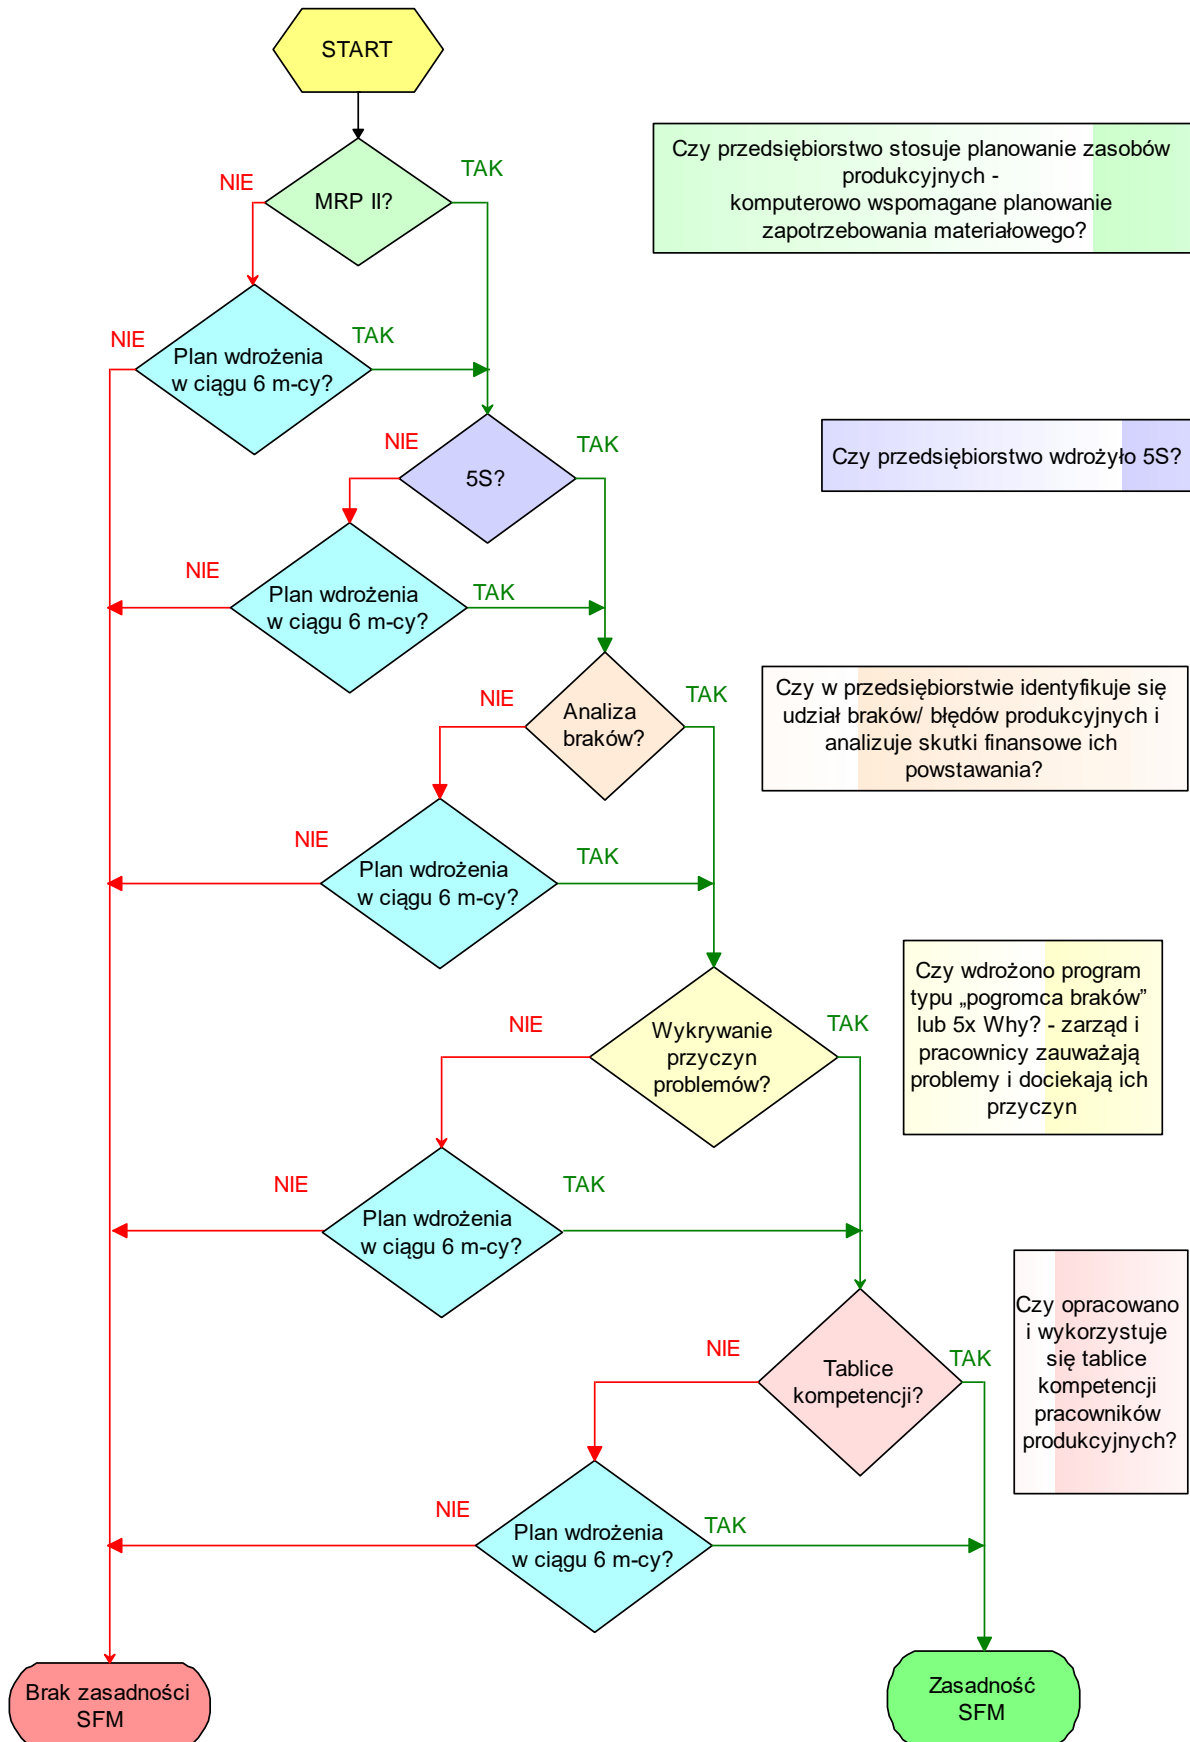 START
MRP II?
NIE
TAK
Czy przedsiębiorstwo stosuje planowanie zasobów
produkcyjnych -
komputerowo wspomagane planowanie
zapotrzebowania materiałowego?
NIE
TAK
Plan wdrożenia
w ciągu 6 m-cy?
NIE
TAK
5S?
Czy przedsiębiorstwo wdrożyło 5S?
NIE
TAK
Plan wdrożenia
w ciągu 6 m-cy?
NIE
TAK
Analiza
braków?
Czy w przedsiębiorstwie identyfikuje się
udział braków/ błędów produkcyjnych i
analizuje skutki finansowe ich
powstawania?
NIE
TAK
Plan wdrożenia
w ciągu 6 m-cy?
NIE
TAK
Wykrywanie
przyczyn
problemów?
Czy wdrożono program
typu „pogromca braków”
lub 5x Why? - zarząd i
pracownicy zauważają
problemy i dociekają ich
przyczyn
NIE
TAK
Plan wdrożenia
w ciągu 6 m-cy?
NIE
TAK
Tablice
kompetencji?
Czy opracowano
i wykorzystuje
się tablice
kompetencji
pracowników
produkcyjnych?
NIE
TAK
Plan wdrożenia
w ciągu 6 m-cy?
Brak zasadności
SFM
Zasadność
SFM